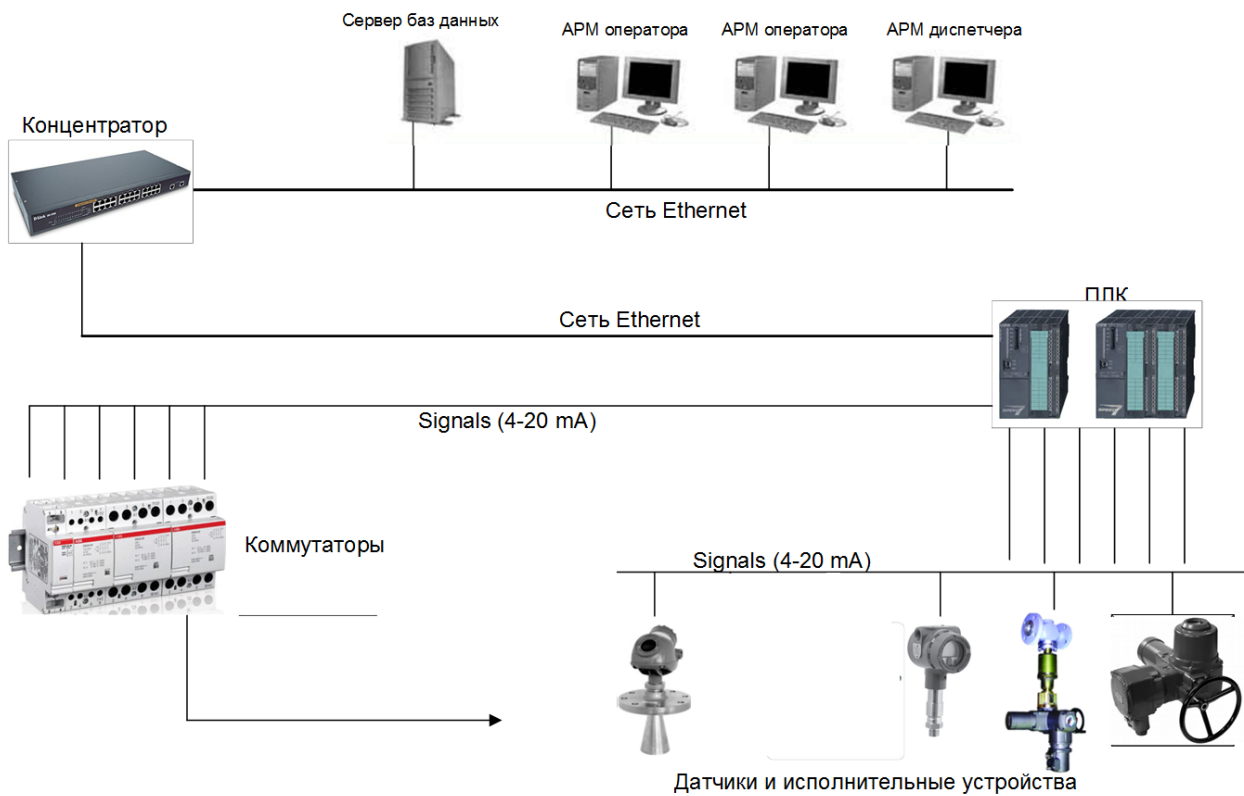 Сервер баз данных
АРМ оператора
АРМ оператора
АРМ диспетчера
Концентратор
Сеть Ethernet
ПЛК
Сеть Ethernet
Signals (4-20 mA)
Коммутаторы
Signals (4-20 mA)
Датчики и исполнительные устройства